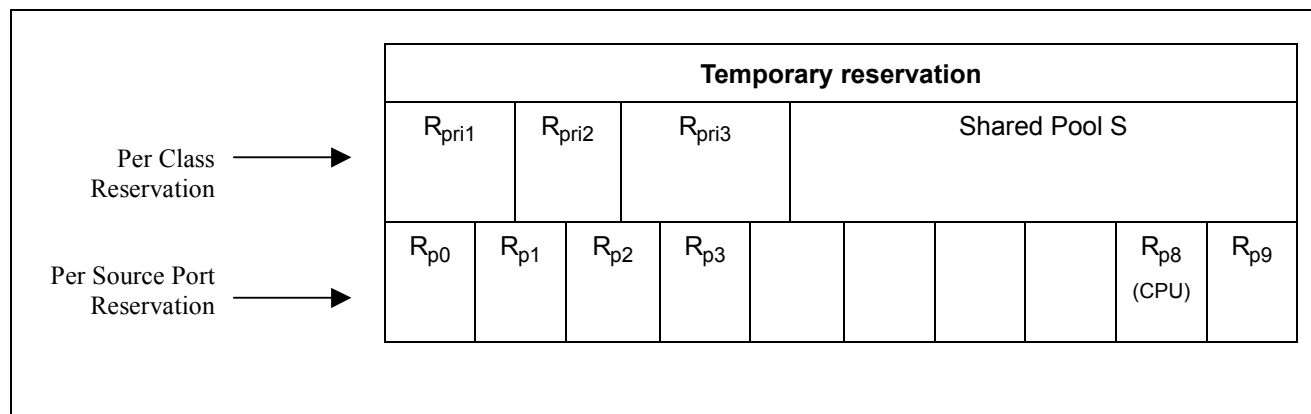 Temporary reservation
Per Class
Reservation
Rpri1 Rpri2 Rpri3 Shared Pool S
Per Source Port
Reservation
Rp0 Rp1 Rp2 Rp3 Rp8 Rp9
(CPU)